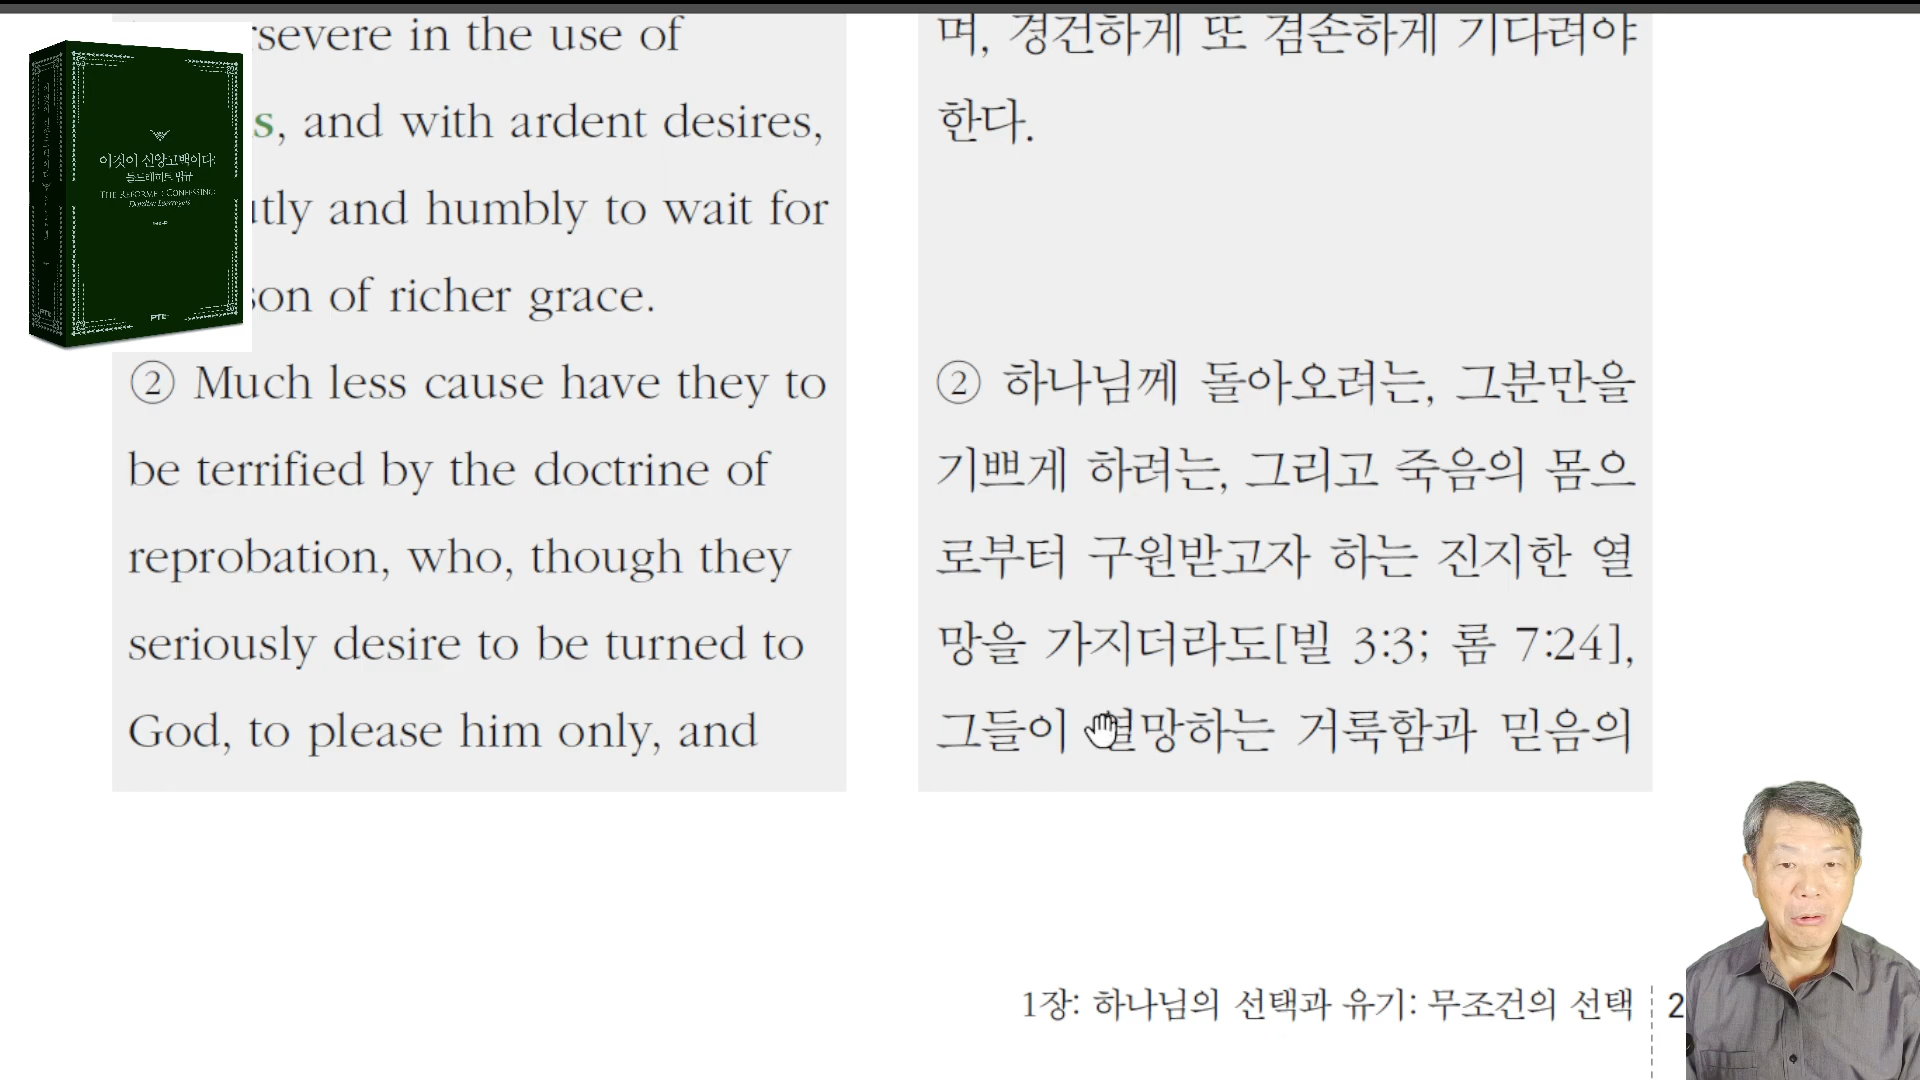 rsevere in the use of
s, and with ardent desires,
utly and humbly to wait for
son of richer grace.
② Much less cause have they to
be terrified by the doctrine of
reprobation, who, though they
seriously desire to be turned to
God, to please him only, and
며, 경건하게 또 겸손하게 기다려야
한다.
② 하나님께 돌아오려는, 그분만을
기쁘게 하려는, 그리고 죽음의 몸으
로부터 구원받고자 하는 진지한 열
망을 가지더라도[빌 3:3; 롬 7:24],
그들이 열망하는 거룩함과 믿음의
1장: 하나님의 선택과 유기: 무조건의 선택
2
이것이 신앙고백이다:
PTL